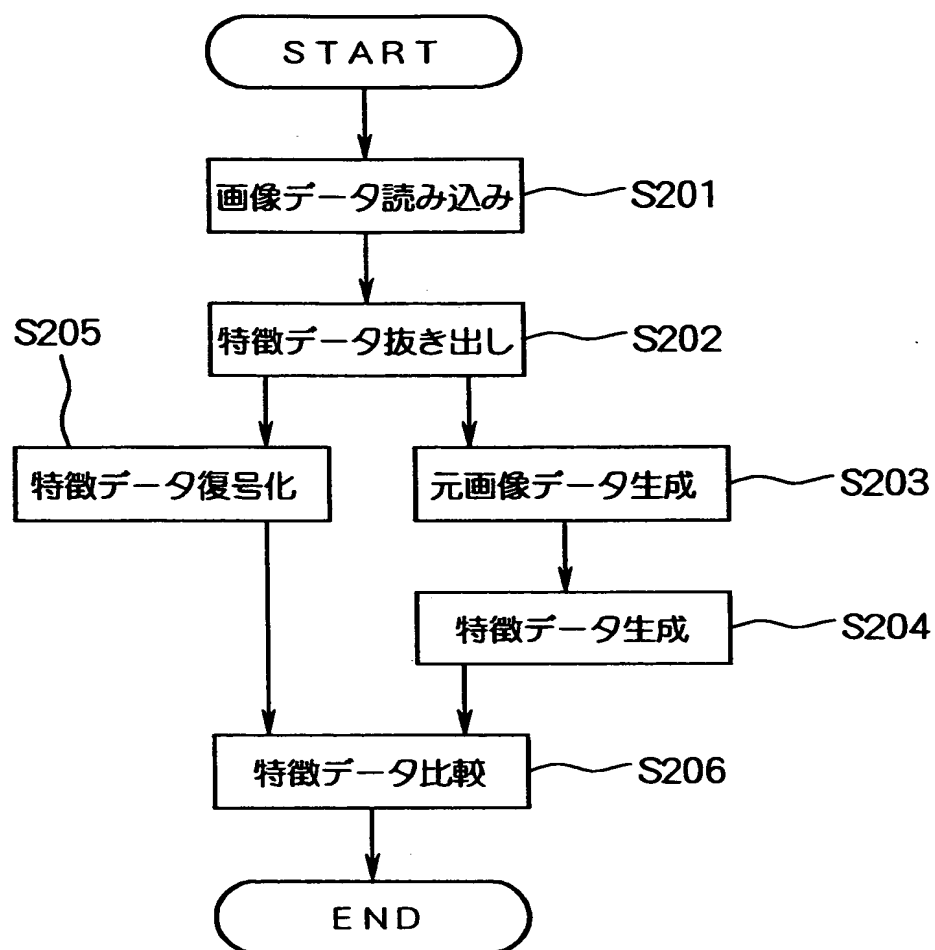 START
画像データ読み込み
S201
特徴データ抜き出し
S202
S205
特徴データ復号化
元画像データ生成
S203
特徴データ生成
S204
特徴データ比較
S206
END